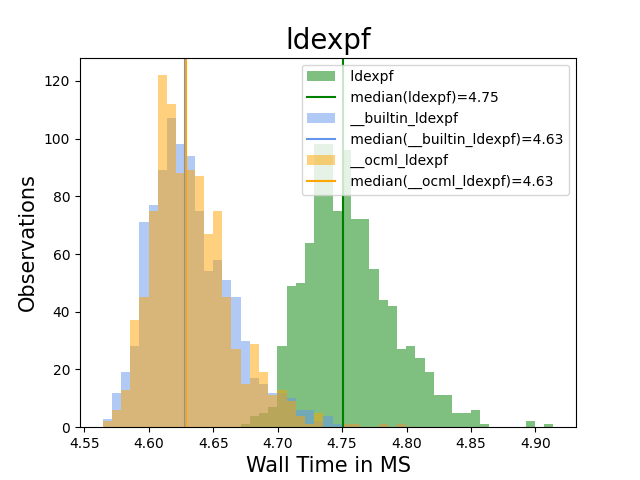 ldexpf
120
100
80
60
40
20
0
Observations
ldexpf
median(ldexpf)=4.75
__builtin_ldexpf
median(__builtin_ldexpf)=4.63
__ocml_ldexpf
median(__ocml_ldexpf)=4.63
4.55 4.60 4.65 4.70 4.75 4.80 4.85 4.90
Wall Time in MS